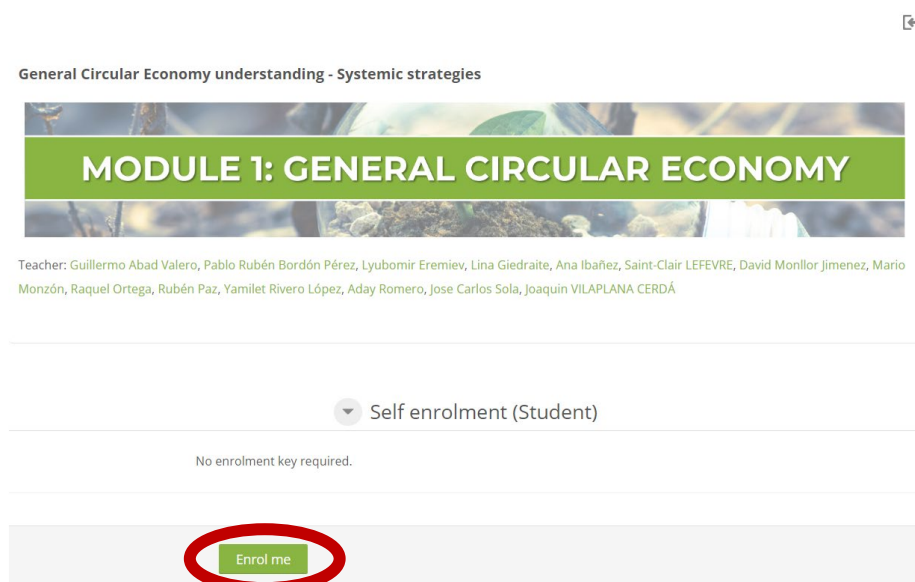 General Circular Economy understanding - Systemic strategies
MODULE 1: GENERAL CIRCULAR ECONOMY
Teacher: Guillermo Abad Valero, Pablo Rubén Bordón Pérez, Lyubomir Eremiev, Lina Giedraite, Ana Ibañez, Saint-Clair LEFEVRE, David Monllor Jimenez, Mario
Monzón, Raquel Ortega, Rubén Paz, Yamilet Rivero López, Aday Romero, Jose Carlos Sola, Joaquin VILAPLANA CERDÁ
Self enrolment (Student)
No enrolment key required.
Enrol me